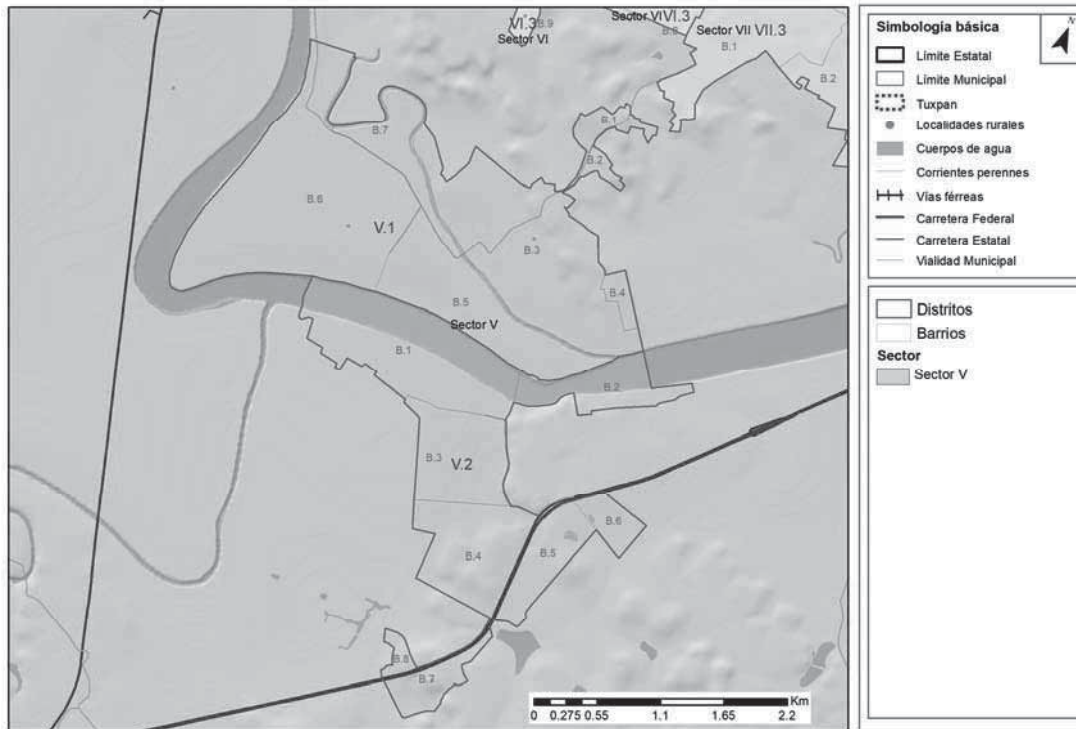 VI.3
B.9
Sector VI
Sector VI
VI.3
B.8
Sector VII
VII.3
B.1
B.2
B.7
B.1
B.2
B.6
V.1
B.3
B.4
B.5
Sector V
B.1
B.2
B.3
V.2
B.6
B.4
B.5
B.8
B.7
Km
0 0.275 0.55 1.1 1.65 2.2
Simbología básica
N
Límite Estatal
Límite Municipal
Tuxpan
Localidades rurales
Cuerpos de agua
Corrientes perennes
Vías férreas
Carretera Federal
Carretera Estatal
Vialidad Municipal
Distritos
Barrios
Sector
Sector V